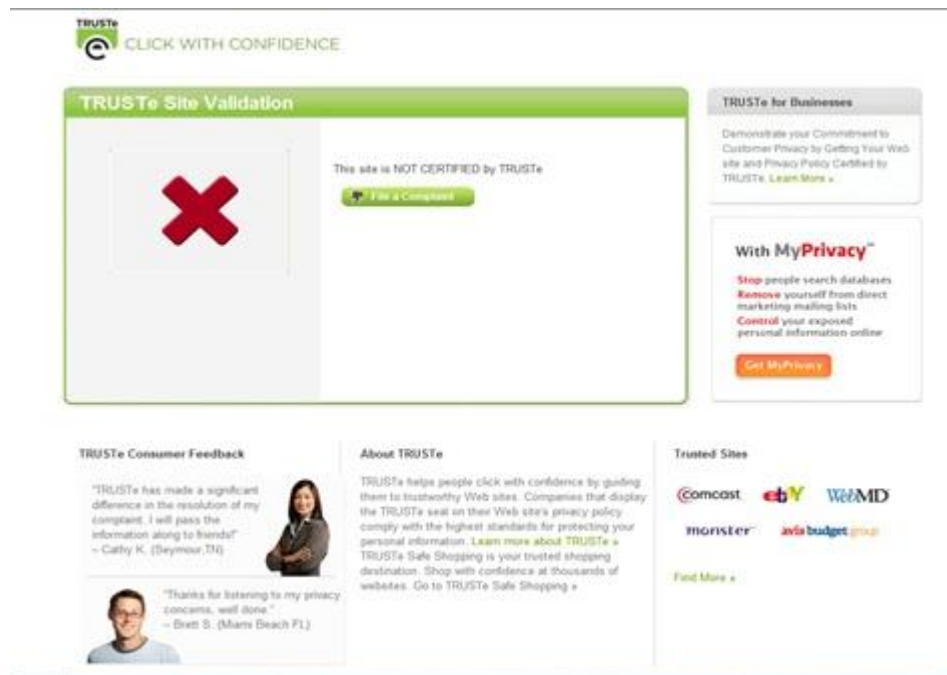 TRUSTe
e CLICK WITH CONFIDENCE
TRUSTe Site Validation
This site is NOT CERTIFIED by TRUSTe
File a Complaint
TRUSTe for Businesses
Demonstrate your Commitment to
Customer Privacy by Getting Your Web
site and Privacy Policy Certified by
TRUSTe. Learn More »
With MyPrivacy™
Stop people search databases
Remove yourself from direct
marketing mailing lists
Control your exposed
personal information online
Get MyPrivacy
TRUSTe Consumer Feedback
"TRUSTe has made a significant
difference in the resolution of my
complaint. I will pass the
information along to friends!"
– Cathy K. (Seymour,TN)
"Thanks for listening to my privacy
concerns, well done."
– Brett S. (Miami Beach FL)
About TRUSTe
TRUSTe helps people click with confidence by guiding
them to trustworthy Web sites. Companies that display
the TRUSTe seal on their Web site's privacy policy
comply with the highest standards for protecting your
personal information. Learn more about TRUSTe »
TRUSTe Safe Shopping is your trusted shopping
destination. Shop with confidence at thousands of
websites. Go to TRUSTe Safe Shopping »
Trusted Sites
Comcast ebY WebMD
monster avis budget group
Find More »